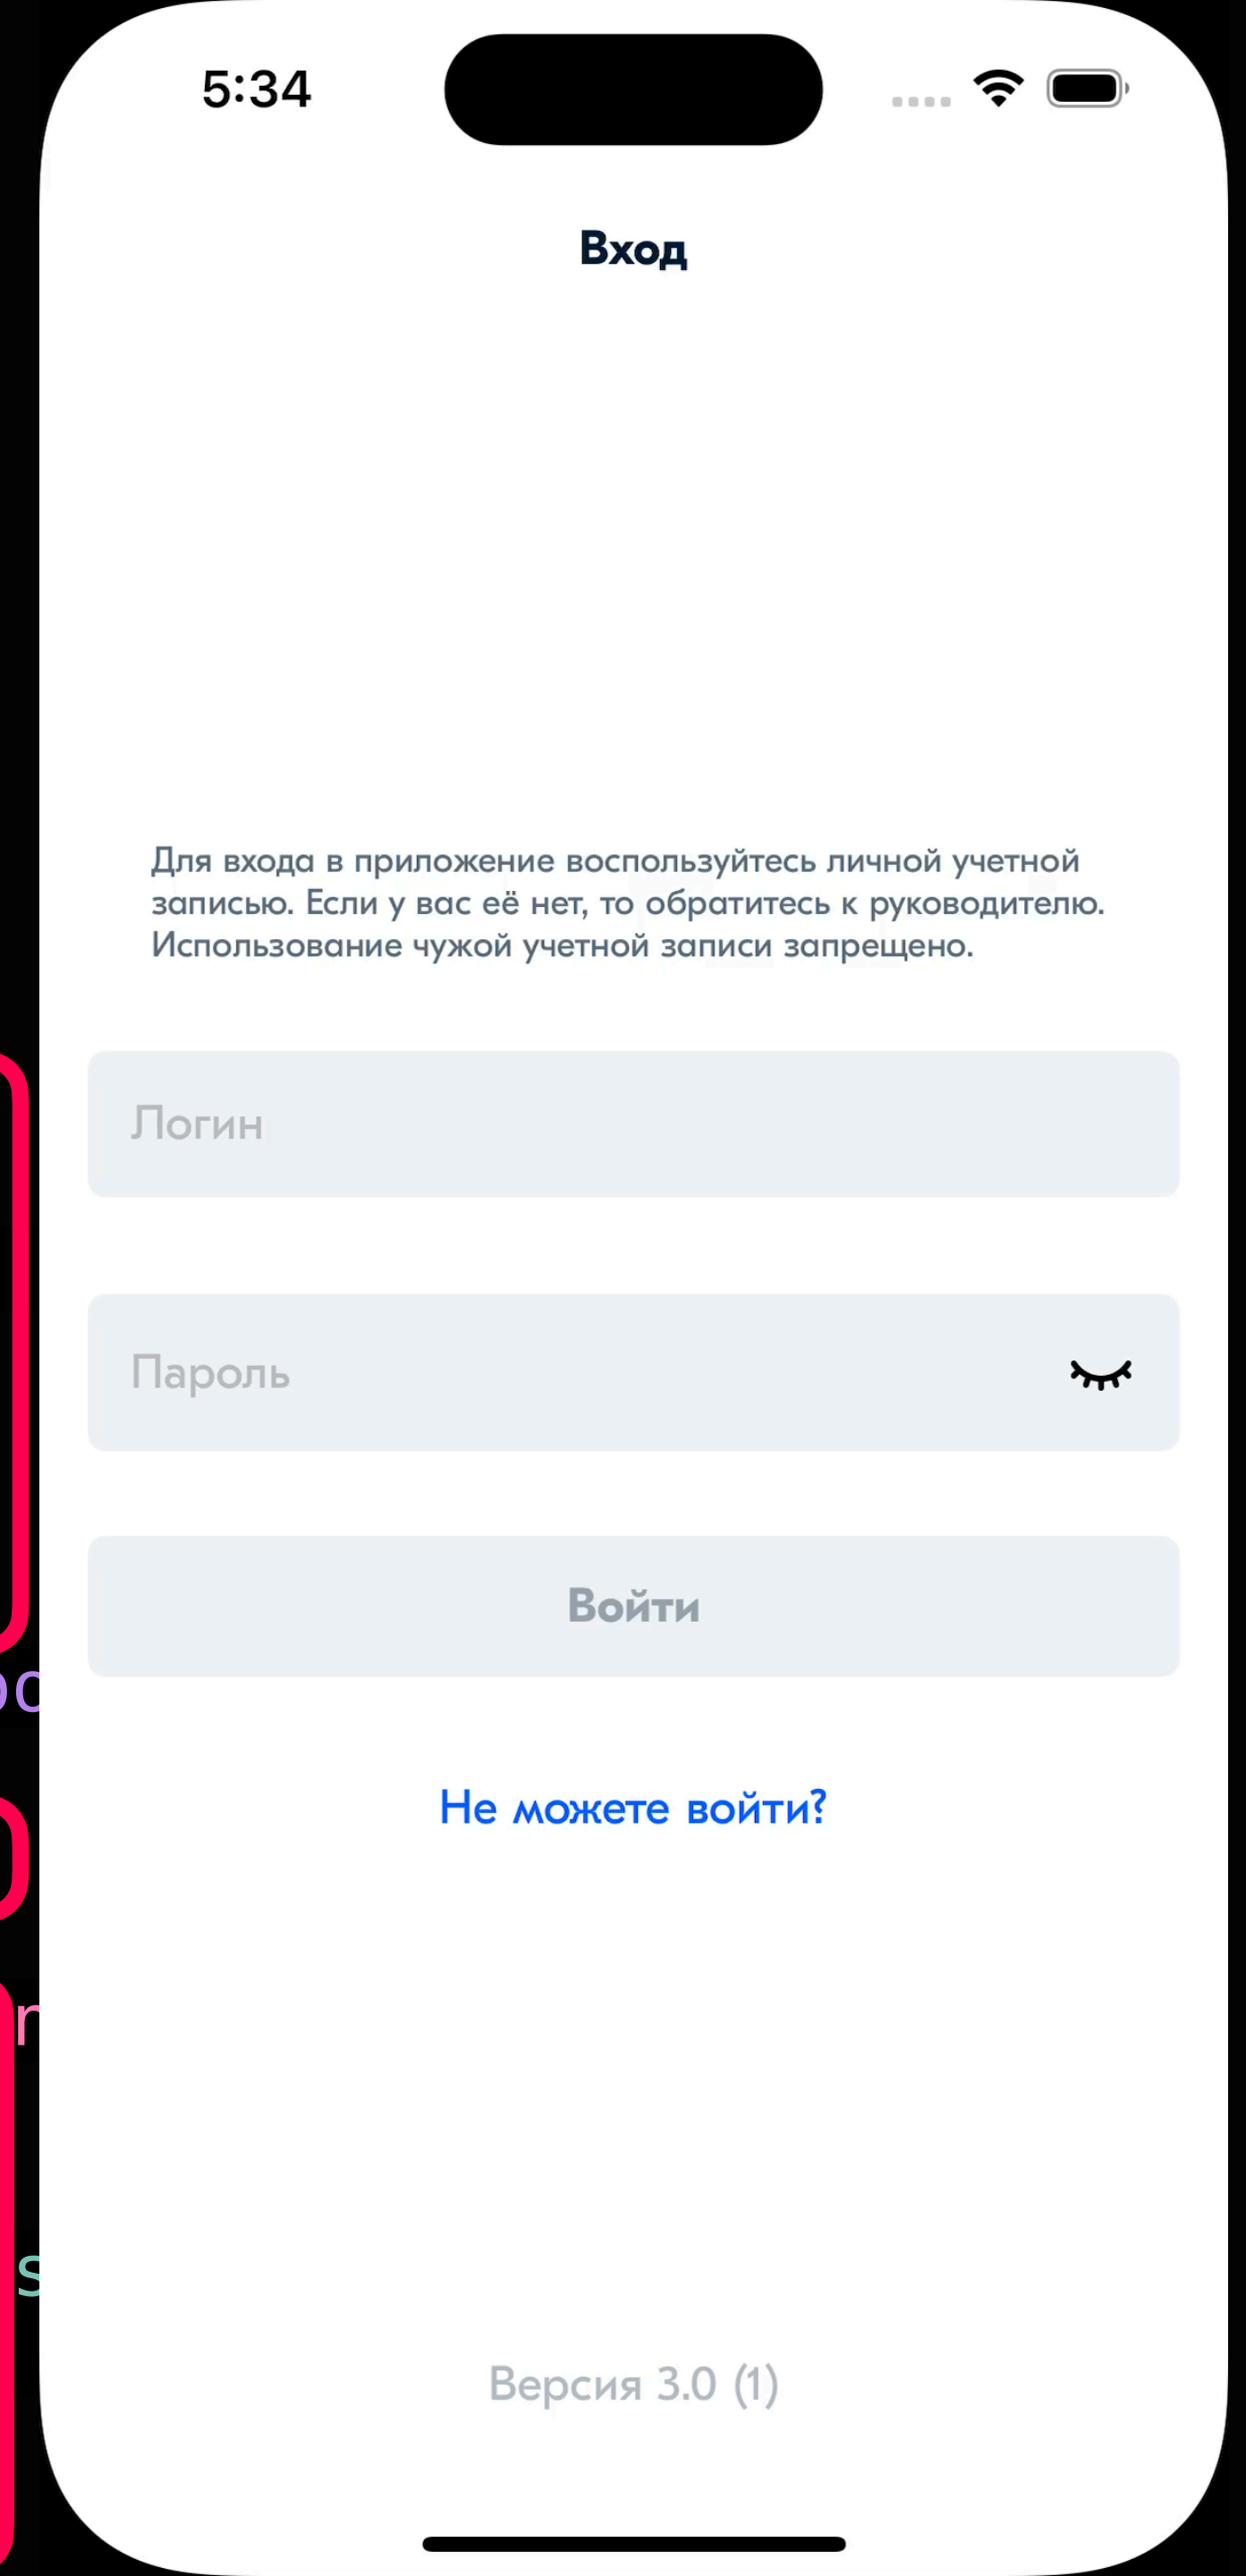 5:34
Вход
Для входа в приложение воспользуйтесь личной учетной
записью. Если у вас её нет, то обратитесь к руководителю.
Использование чужой учетной записи запрещено.
Логин
Пароль
Войти
Не можете войти?
Версия 3.0 (1)